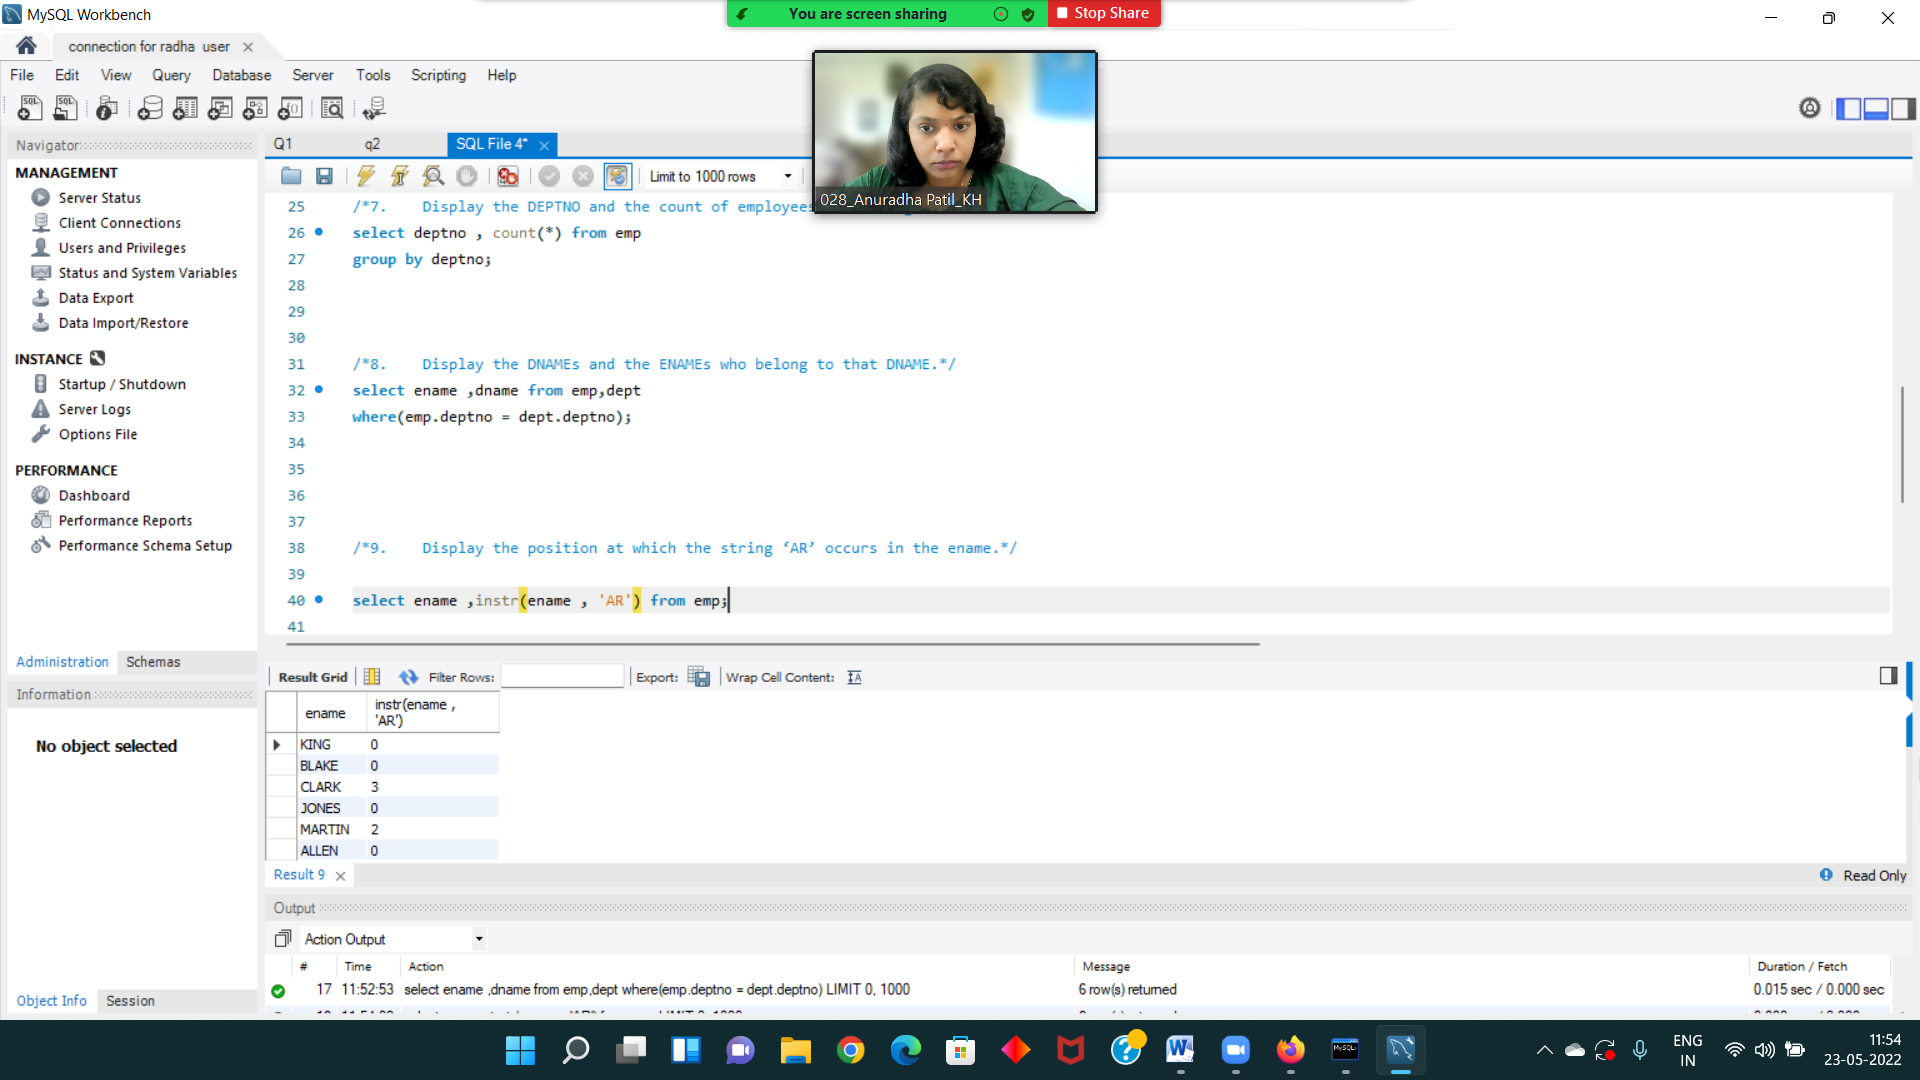 MySQL Workbench
You are screen sharing
Stop Share
connection for radha user
File Edit View Query Database Server Tools Scripting Help
Navigator
Q1 q2 SQL File 4*
Limit to 1000 rows
028_Anuradha Patil_KH
MANAGEMENT
Server Status
Client Connections
Users and Privileges
Status and System Variables
Data Export
Data Import/Restore
INSTANCE
Startup / Shutdown
Server Logs
Options File
PERFORMANCE
Dashboard
Performance Reports
Performance Schema Setup
Administration Schemas
Information
No object selected
Object Info Session
25 /*7. Display the DEPTNO and the count of employees
26 select deptno , count(*) from emp
27 group by deptno;
28
29
30
31 /*8. Display the DNAMEs and the ENAMEs who belong to that DNAME.*/
32 select ename ,dname from emp,dept
33 where(emp.deptno = dept.deptno);
34
35
36
37
38 /*9. Display the position at which the string ‘AR’ occurs in the ename.*/
39
40 select ename ,instr(ename , 'AR') from emp;
41
Result Grid Filter Rows: Export: Wrap Cell Content:
ename instr(ename , 'AR')
KING 0
BLAKE 0
CLARK 3
JONES 0
MARTIN 2
ALLEN 0
Result 9 Read Only
Output
Action Output
# Time Action Message Duration / Fetch
17 11:52:53 select ename ,dname from emp,dept where(emp.deptno = dept.deptno) LIMIT 0, 1000 6 row(s) returned 0.015 sec / 0.000 sec
ENG
IN
11:54
23-05-2022